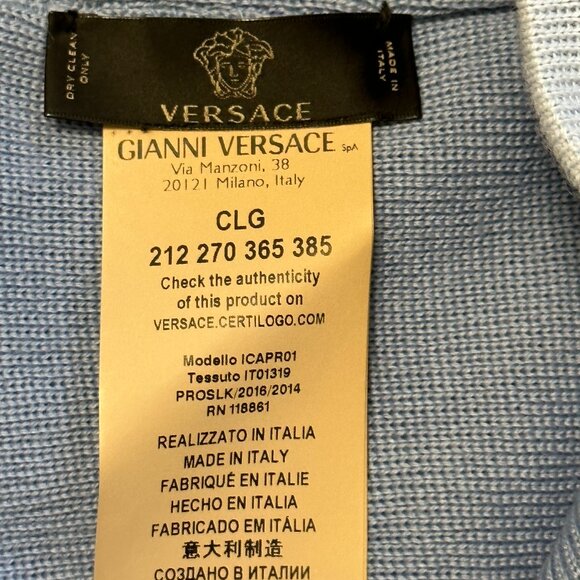 DRY CLEAN
ONLY
VERSACE
MADE IN
ITALY
GIANNI VERSACE SpA
Via Manzoni, 38
20121 Milano, Italy
CLG
212 270 365 385
Check the authenticity
of this product on
VERSACE.CERTILOGO.COM
Modello ICAPR01
Tessuto IT01319
PROSLK/2016/2014
RN 118861
REALIZZATO IN ITALIA
MADE IN ITALY
FABRIQUÉ EN ITALIE
HECHO EN ITALIA
FABRICADO EM ITÁLIA
意大利制造
СОЗДАНО В ИТАЛИИ